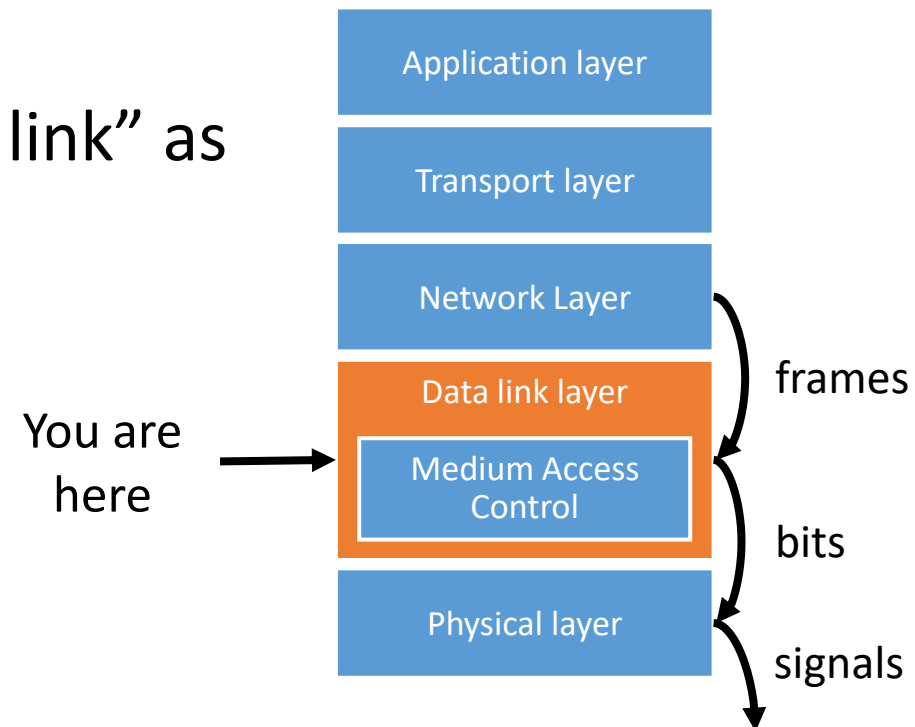 link” as
Application layer
Transport layer
Network Layer
Data link layer
Medium Access
Control
Physical layer
You are
here
frames
bits
signals